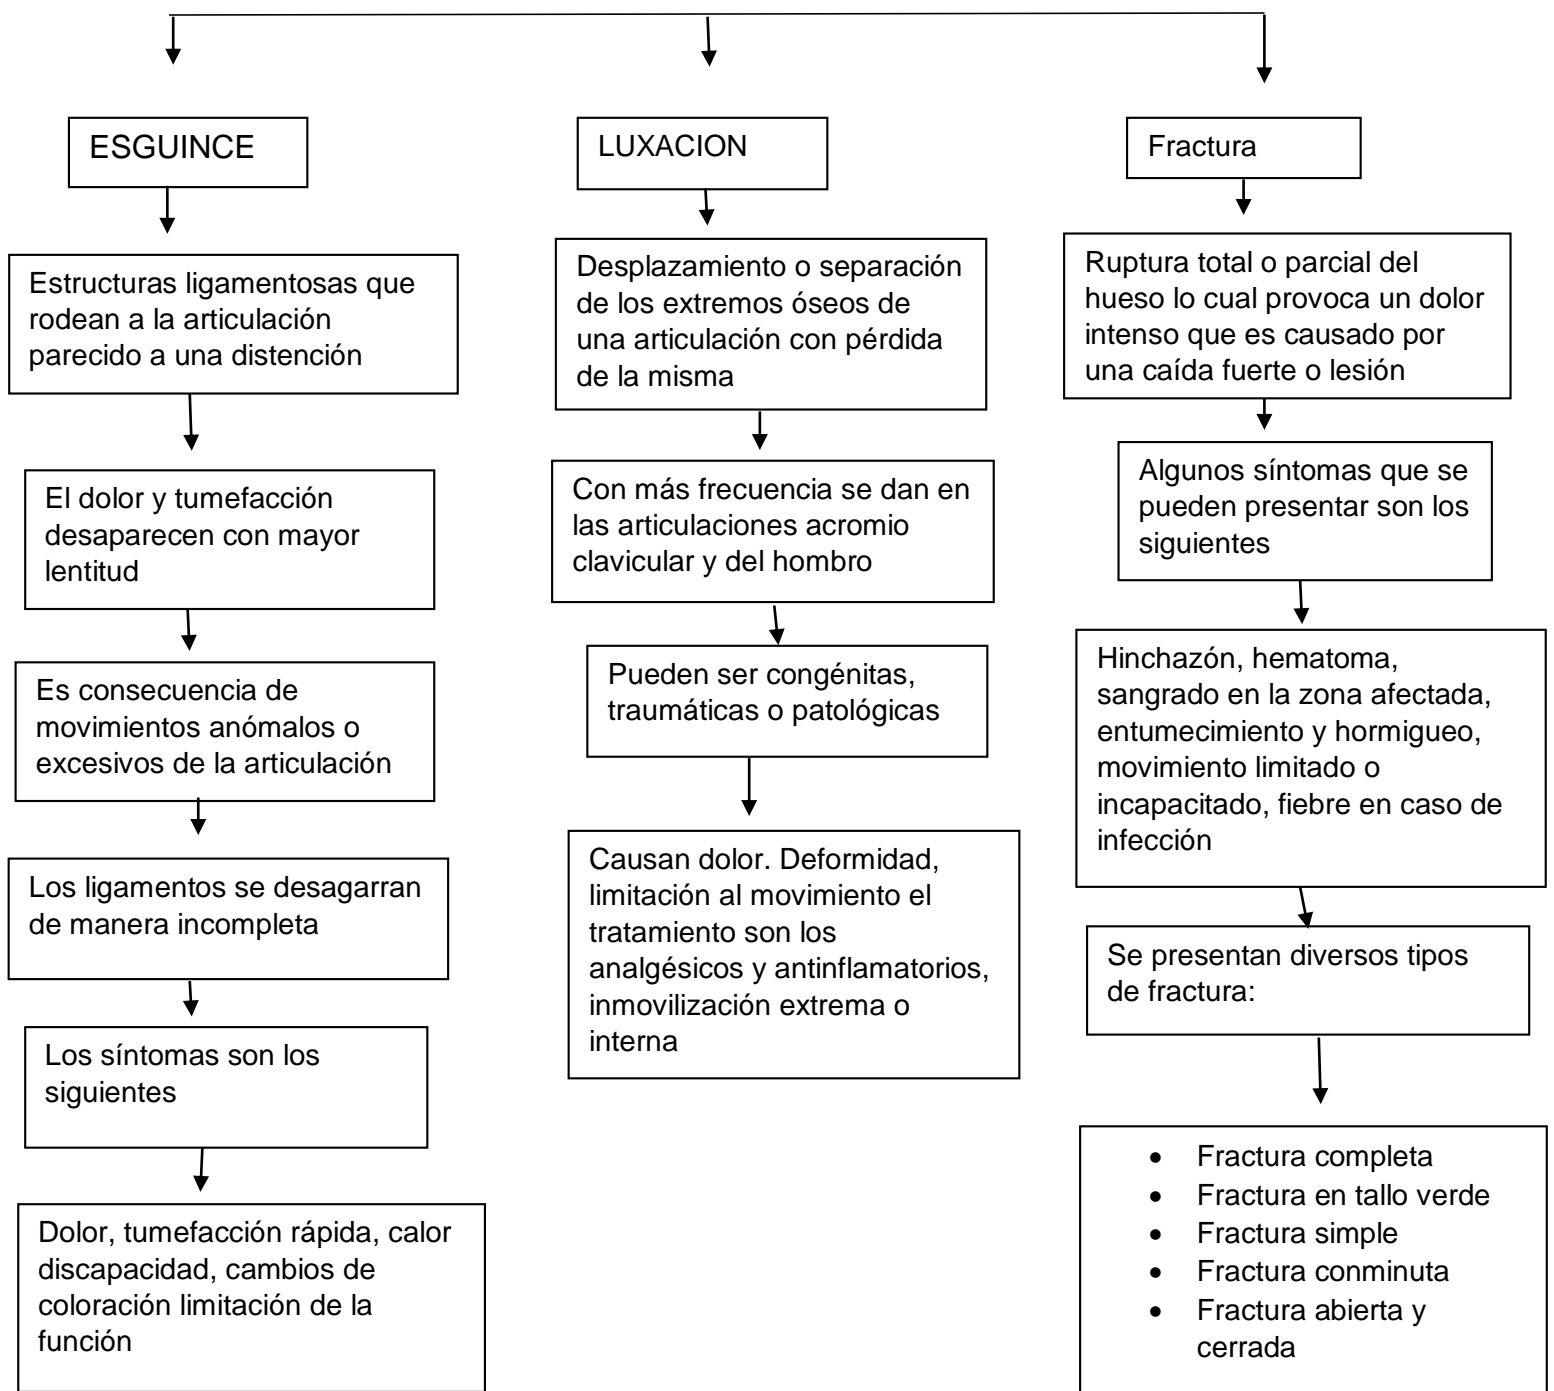 ESGUINCE
Estructuras ligamentosas que
rodean a la articulación
parecido a una distención
El dolor y tumefacción
desaparecen con mayor
lentitud
Es consecuencia de
movimientos anómalos o
excesivos de la articulación
Los ligamentos se desagarran
de manera incompleta
Los síntomas son los
siguientes
Dolor, tumefacción rápida, calor
discapacidad, cambios de
coloración limitación de la
función
LUXACION
Desplazamiento o separación
de los extremos óseos de
una articulación con pérdida
de la misma
Con más frecuencia se dan en
las articulaciones acromio
clavicular y del hombro
Pueden ser congénitas,
traumáticas o patológicas
Causan dolor. Deformidad,
limitación al movimiento el
tratamiento son los
analgésicos y antinflamatorios,
inmovilización extrema o
interna
Fractura
Ruptura total o parcial del
hueso lo cual provoca un dolor
intenso que es causado por
una caída fuerte o lesión
Algunos síntomas que se
pueden presentar son los
siguientes
Hinchazón, hematoma,
sangrado en la zona afectada,
entumecimiento y hormigueo,
movimiento limitado o
incapacitado, fiebre en caso de
infección
Se presentan diversos tipos
de fractura:
• Fractura completa
• Fractura en tallo verde
• Fractura simple
• Fractura conminuta
• Fractura abierta y
cerrada